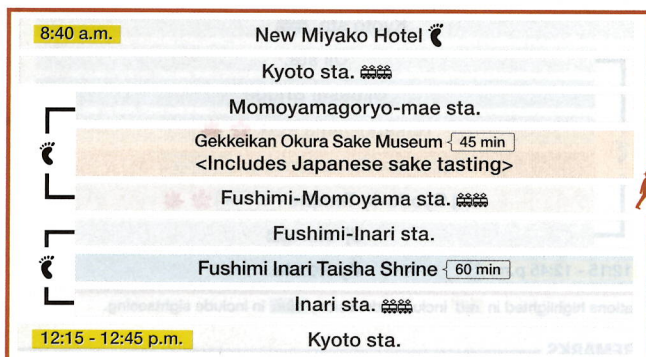 8:40 a.m. New Miyako Hotel
Kyoto sta.
Momoyamagoryo-mae sta.
Gekkeikan Okura Sake Museum 45 min
<Includes Japanese sake tasting>
Fushimi-Momoyama sta.
Fushimi-Inari sta.
Fushimi Inari Taisha Shrine 60 min
Inari sta.
12:15 - 12:45 p.m. Kyoto sta.